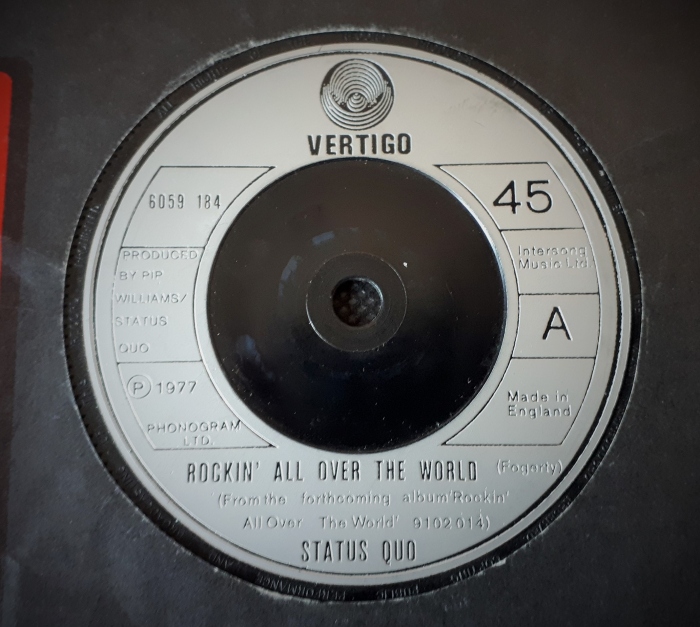 VERTIGO
6059 184
45
PRODUCED
BY PIP
WILLIAMS/
STATUS
QUO
Intersong
Music Ltd.
A
Ⓟ 1977
PHONOGRAM
LTD.
Made in
England
ROCKIN' ALL OVER THE WORLD (Fogerty)
(From the forthcoming album 'Rockin'
All Over The World' 9102 014)
STATUS QUO